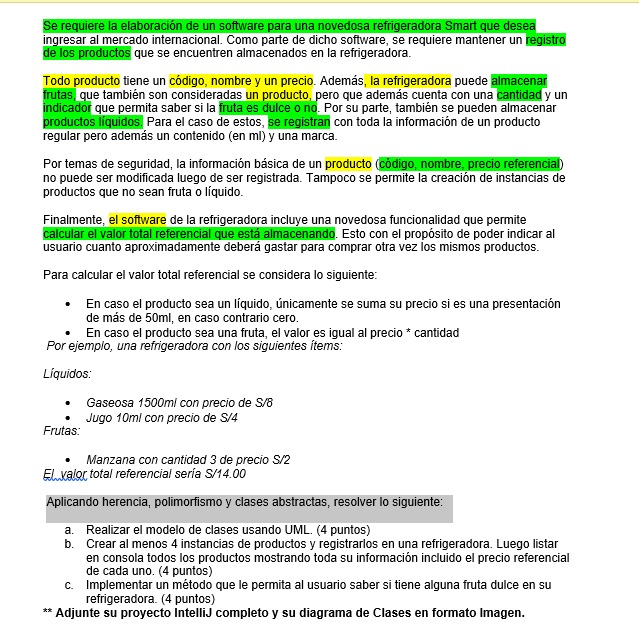 Se requiere la elaboración de un software para una novedosa refrigeradora Smart que desea
ingresar al mercado internacional. Como parte de dicho software, se requiere mantener un registro
de los productos que se encuentren almacenados en la refrigeradora.
Todo producto tiene un código, nombre y un precio. Además, la refrigeradora puede almacenar
frutas, que también son consideradas un producto, pero que además cuenta con una cantidad y un
indicador que permita saber si la fruta es dulce o no. Por su parte, también se pueden almacenar
productos líquidos. Para el caso de estos, se registran con toda la información de un producto
regular pero además un contenido (en ml) y una marca.
Por temas de seguridad, la información básica de un producto (código, nombre, precio referencial)
no puede ser modificada luego de ser registrada. Tampoco se permite la creación de instancias de
productos que no sean fruta o líquido.
Finalmente, el software de la refrigeradora incluye una novedosa funcionalidad que permite
calcular el valor total referencial que está almacenando. Esto con el propósito de poder indicar al
usuario cuanto aproximadamente deberá gastar para comprar otra vez los mismos productos.
Para calcular el valor total referencial se considera lo siguiente:
• En caso el producto sea un líquido, únicamente se suma su precio si es una presentación
de más de 50ml, en caso contrario cero.
• En caso el producto sea una fruta, el valor es igual al precio * cantidad
Por ejemplo, una refrigeradora con los siguientes ítems:
Líquidos:
• Gaseosa 1500ml con precio de S/8
• Jugo 10ml con precio de S/4
Frutas:
• Manzana con cantidad 3 de precio S/2
El valor total referencial sería S/14.00
Aplicando herencia, polimorfismo y clases abstractas, resolver lo siguiente:
a. Realizar el modelo de clases usando UML. (4 puntos)
b. Crear al menos 4 instancias de productos y registrarlos en una refrigeradora. Luego listar
en consola todos los productos mostrando toda su información incluido el precio referencial
de cada uno. (4 puntos)
c. Implementar un método que le permita al usuario saber si tiene alguna fruta dulce en su
refrigeradora. (4 puntos)
** Adjunte su proyecto IntelliJ completo y su diagrama de Clases en formato Imagen.